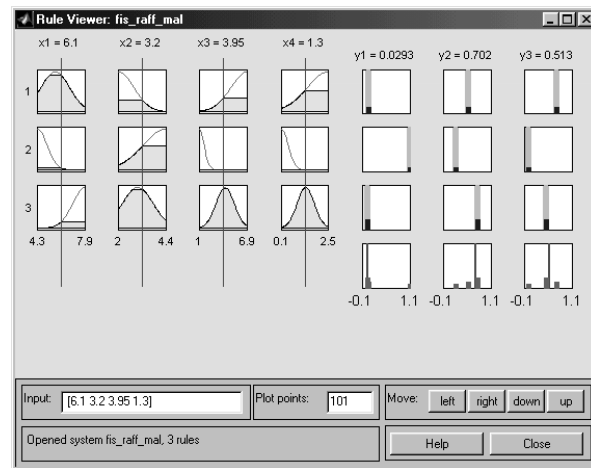 Rule Viewer: fis_raff_mal
x1 = 6.1 x2 = 3.2 x3 = 3.95 x4 = 1.3 y1 = 0.0293 y2 = 0.702 y3 = 0.513
1
2
3
4.3 7.9 2 4.4 1 6.9 0.1 2.5
-0.1 1.1 -0.1 1.1 -0.1 1.1
Input: [6.1 3.2 3.95 1.3] Plot points: 101 Move: left right down up
Opened system fis_raff_mal, 3 rules Help Close